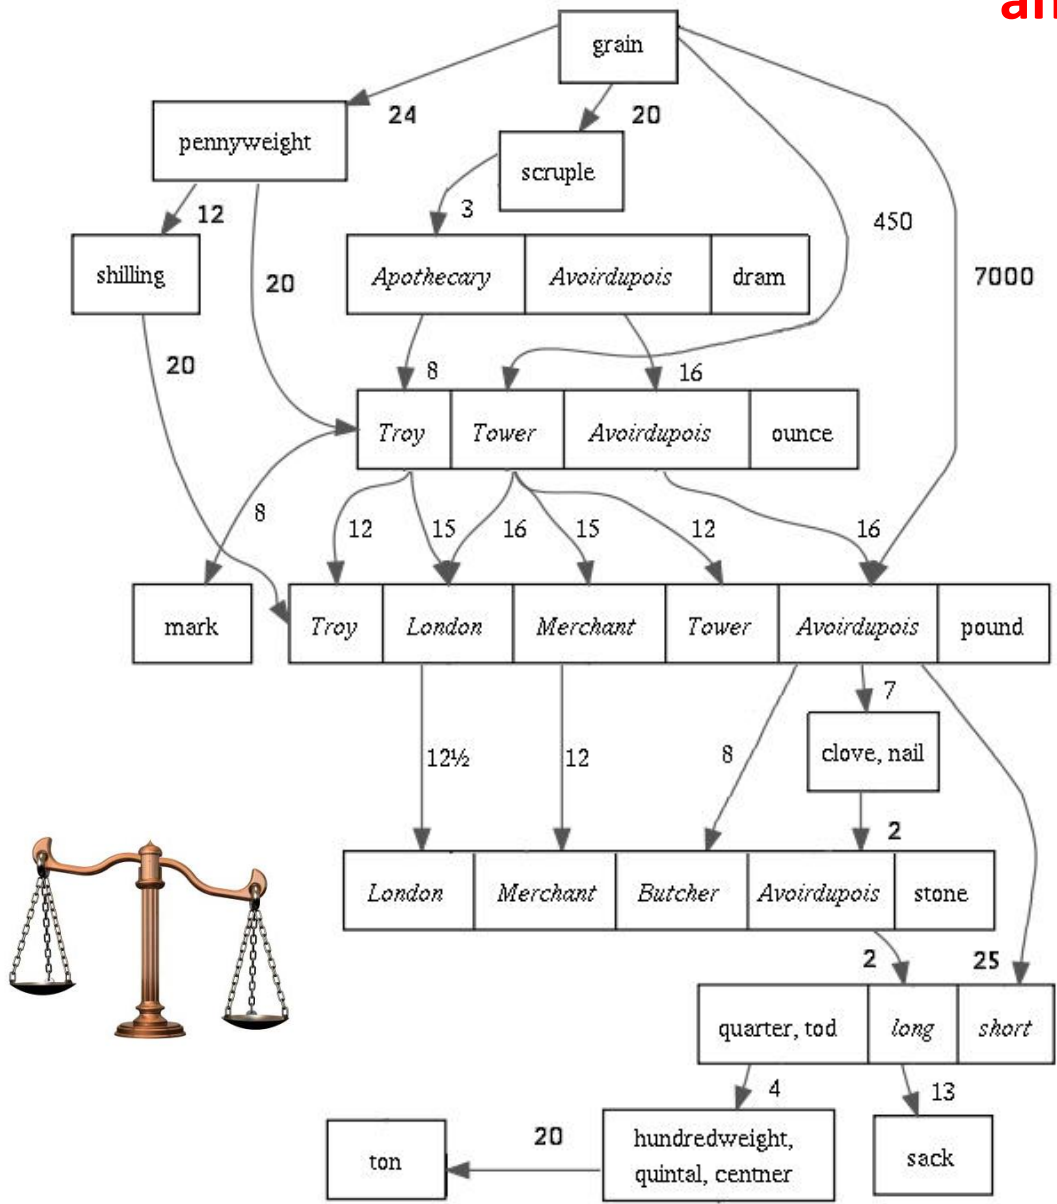 an
grain
24
20
pennyweight
scruple
12
3
450
shilling
20
Apothecary Avoirdupois dram
7000
20
8
16
Troy Tower Avoirdupois ounce
8
12
15
16
15
12
16
mark
Troy London Merchant Tower Avoirdupois pound
7
12½
12
8
clove, nail
2
London Merchant Butcher Avoirdupois stone
2
25
quarter, tod long short
4
13
20
hundredweight,
quintal, centner
ton
sack